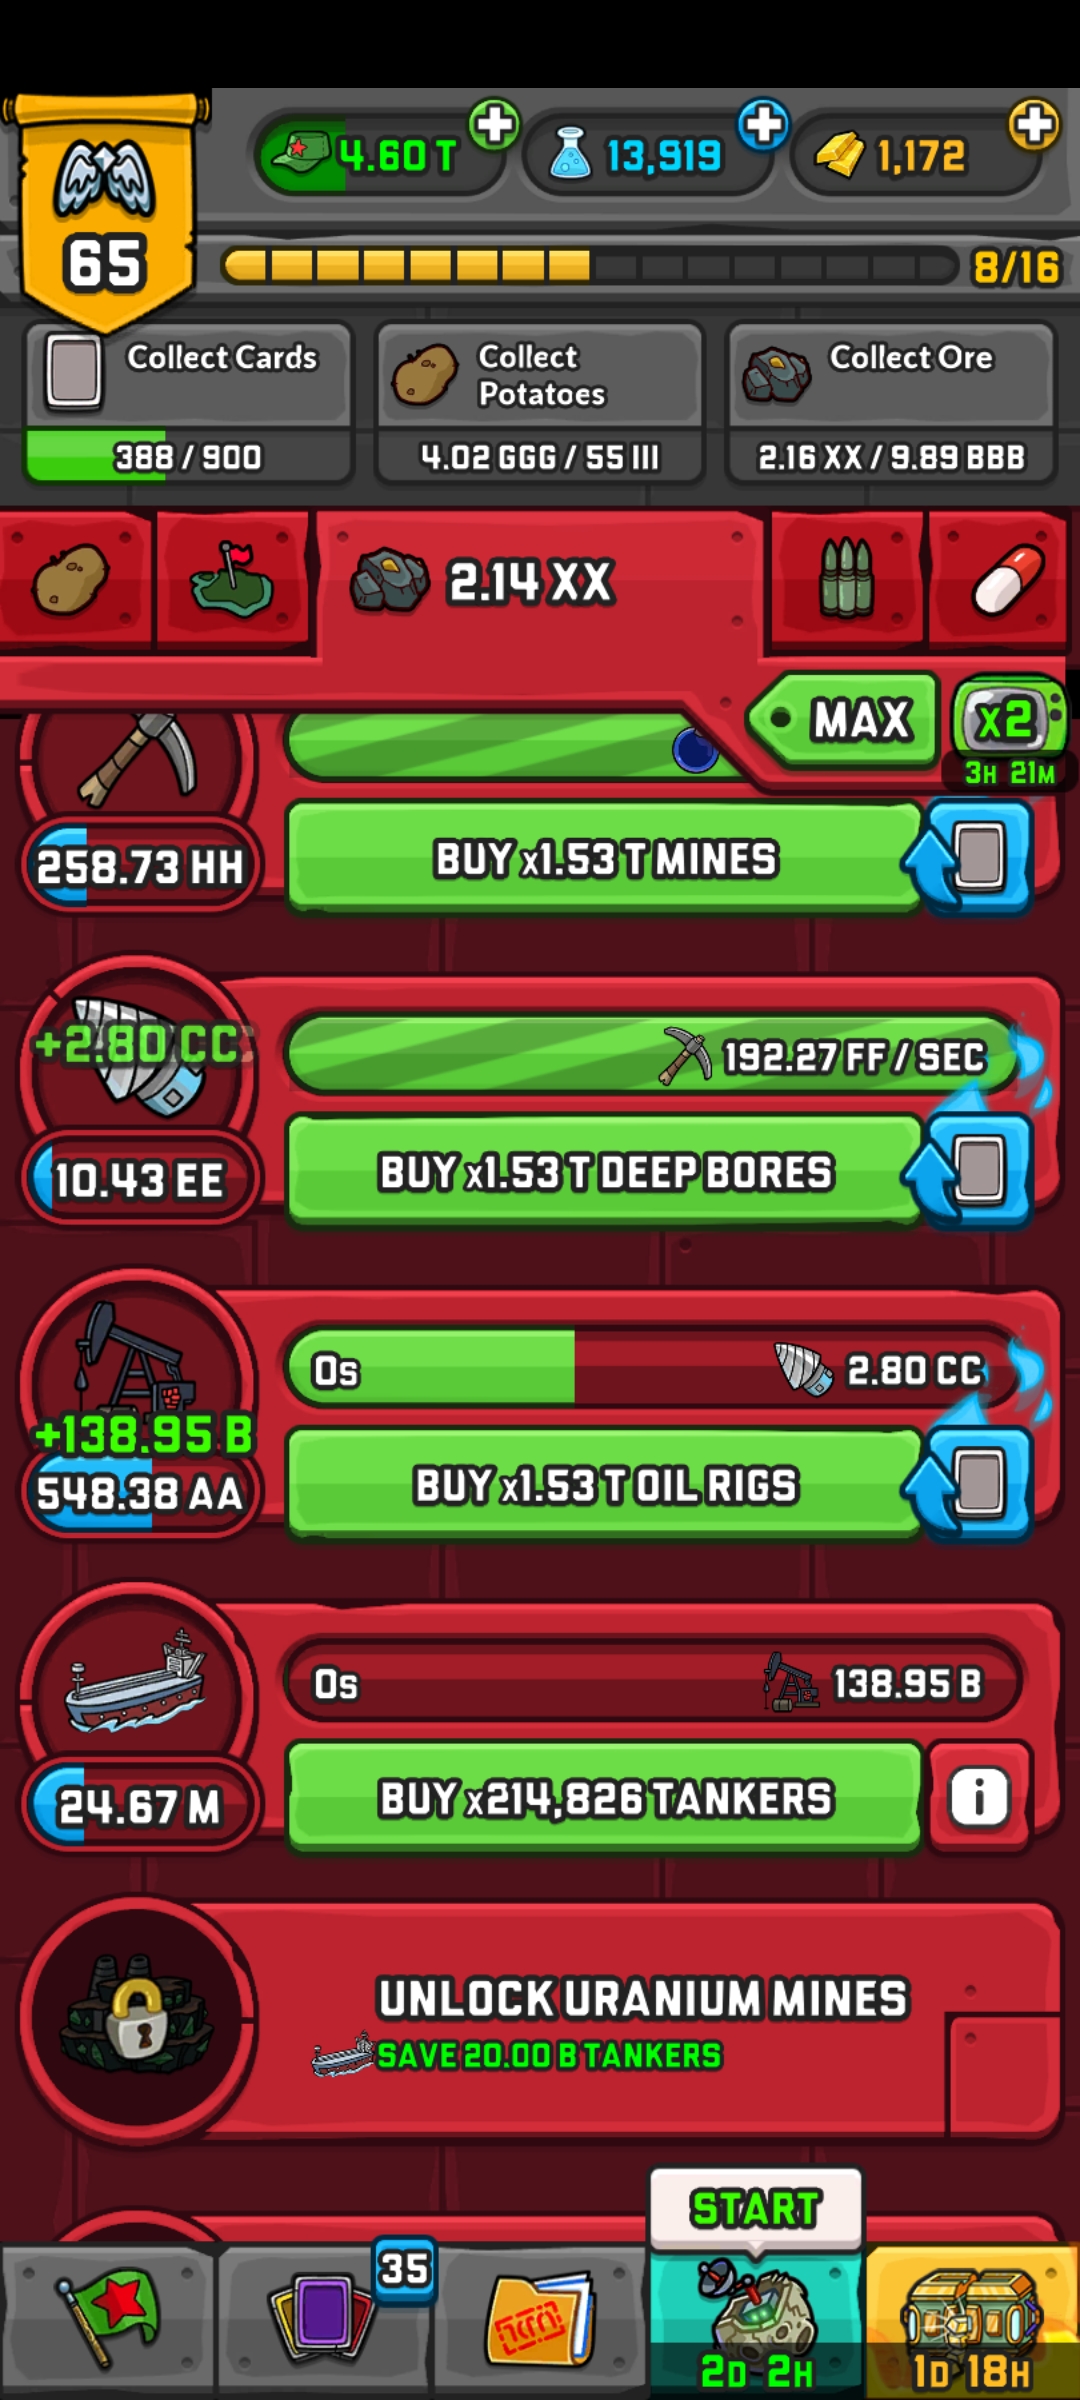 4.60 T
13,919
1,172
65
8/16
Collect Cards
388 / 900
Collect
Potatoes
4.02 GGG / 55 III
Collect Ore
2.16 XX / 9.89 BBB
2.14 XX
MAX
x2
3H 21M
258.73 HH
BUY x1.53 T MINES
+2.80 CC
192.27 FF / SEC
10.43 EE
BUY x1.53 T DEEP BORES
0s
2.80 CC
+138.95 B
548.38 AA
BUY x1.53 T OIL RIGS
0s
138.95 B
24.67 M
BUY x214,826 TANKERS
i
UNLOCK URANIUM MINES
SAVE 20.00 B TANKERS
START
35
2D 2H
1D 18H